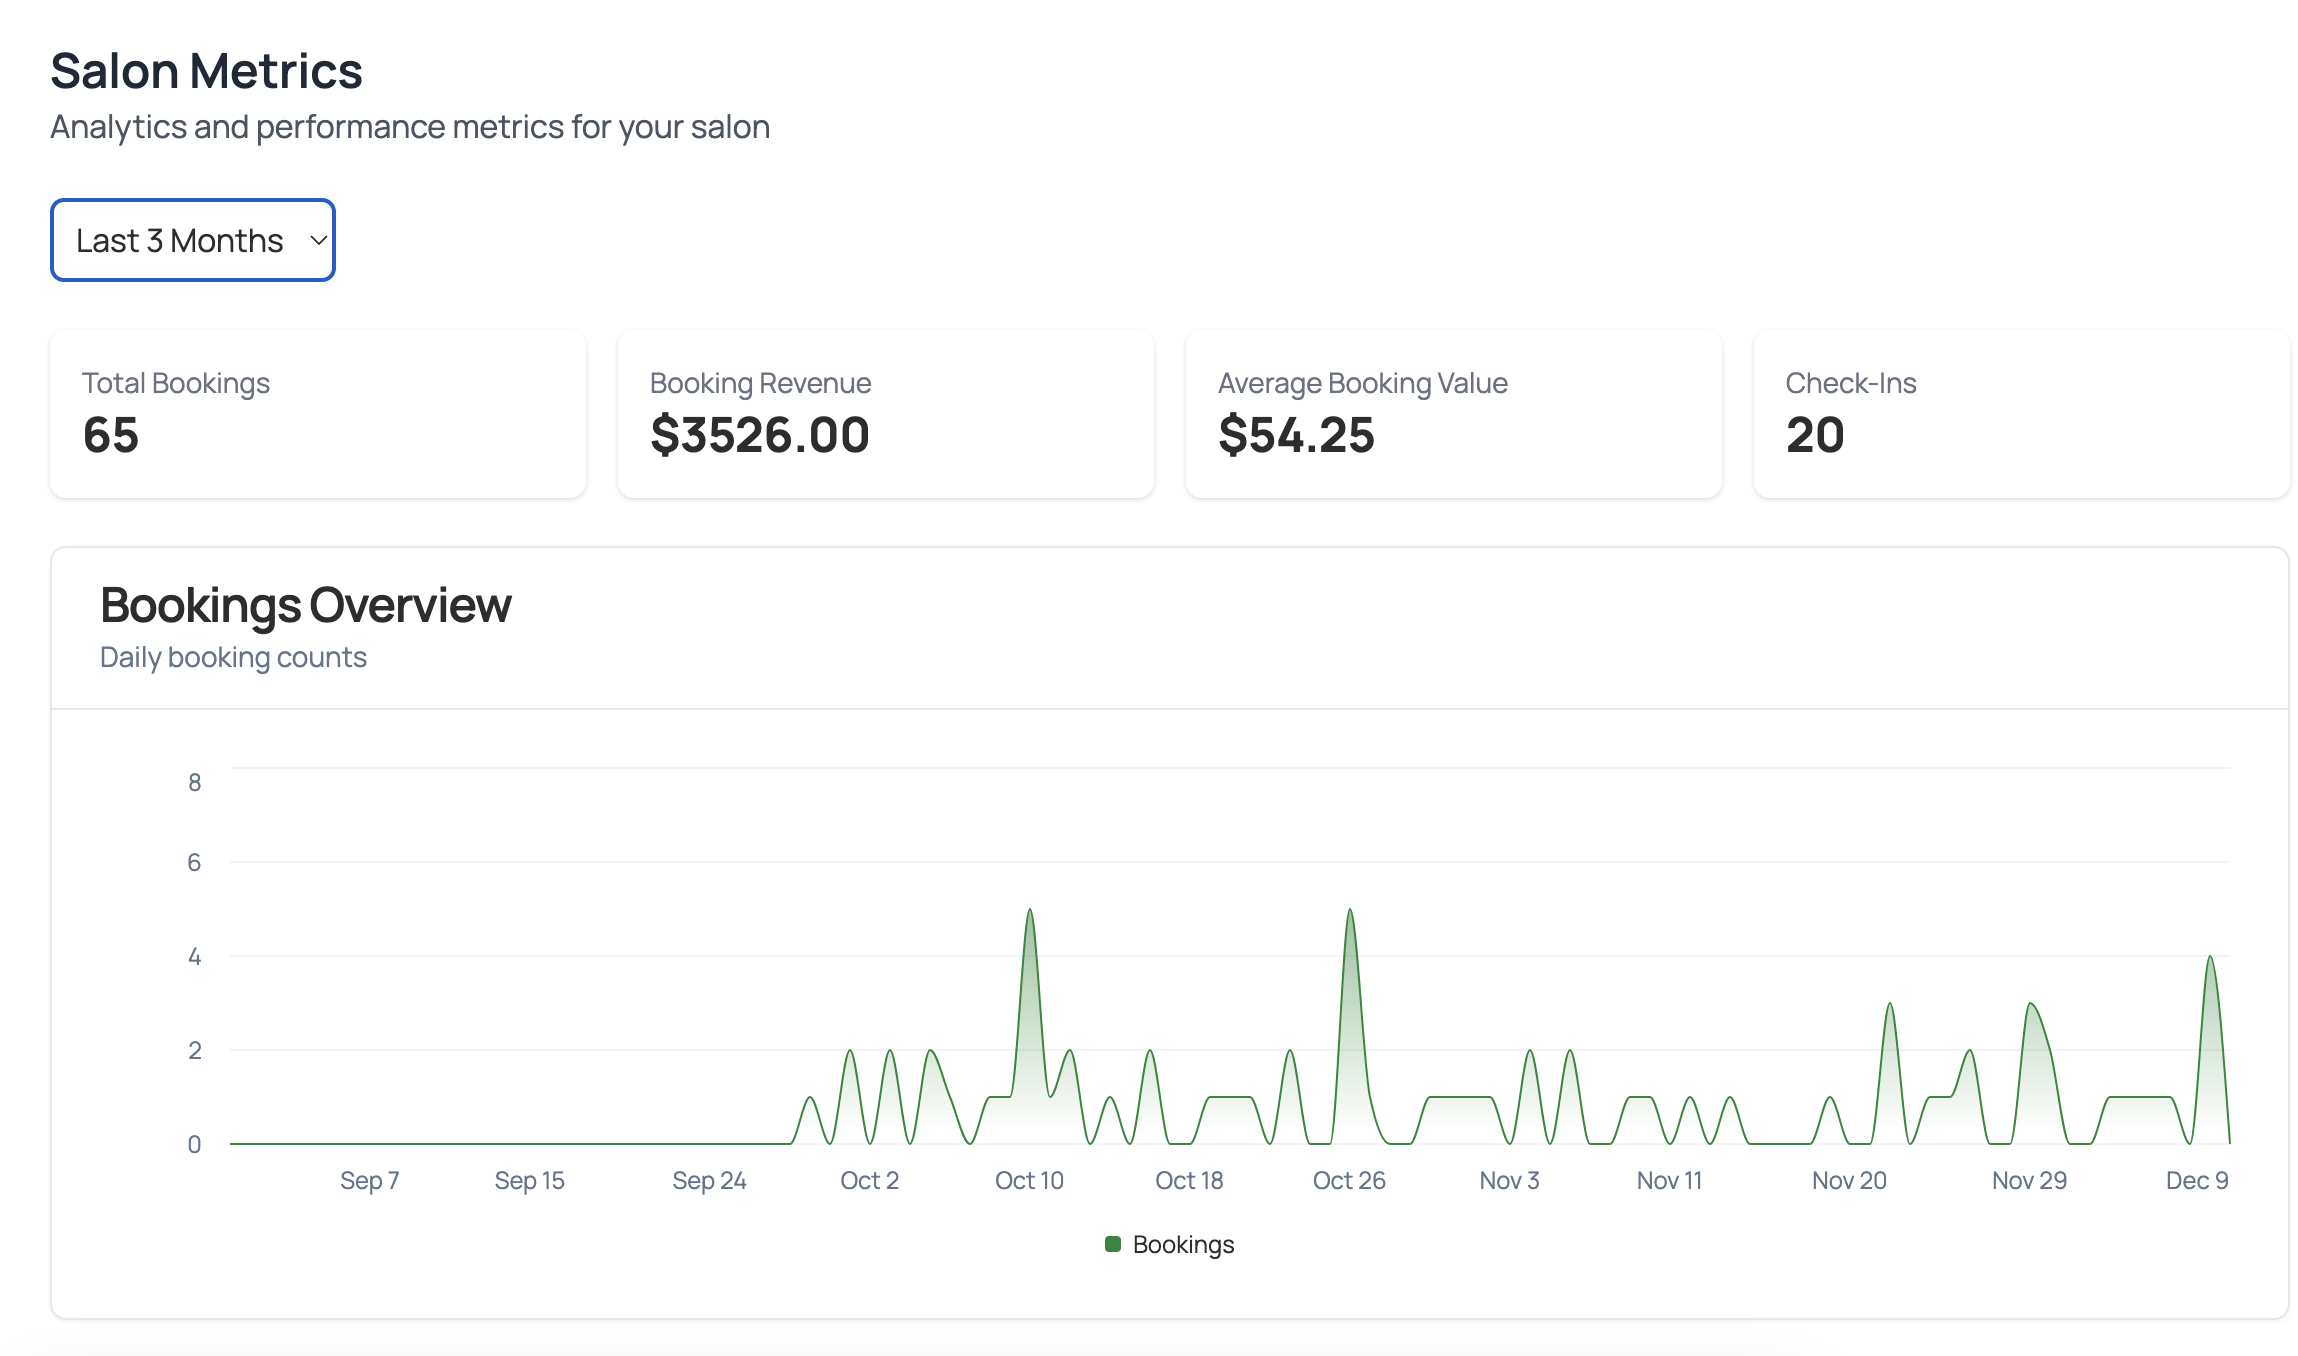 Salon Metrics
Analytics and performance metrics for your salon
Last 3 Months
Total Bookings
65
Booking Revenue
$3526.00
Average Booking Value
$54.25
Check-Ins
20
Bookings Overview
Daily booking counts
8
6
4
2
0
Sep 7 Sep 15 Sep 24 Oct 2 Oct 10 Oct 18 Oct 26 Nov 3 Nov 11 Nov 20 Nov 29 Dec 9
Bookings